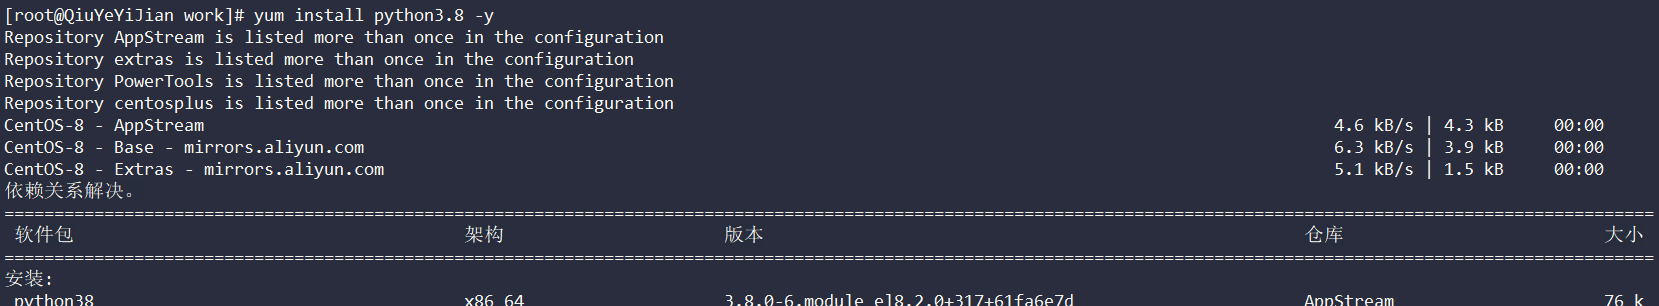 [root@QiuYeYiJian work]# yum install python3.8 -y
Repository AppStream is listed more than once in the configuration
Repository extras is listed more than once in the configuration
Repository PowerTools is listed more than once in the configuration
Repository centosplus is listed more than once in the configuration
CentOS-8 - AppStream 4.6 kB/s | 4.3 kB 00:00
CentOS-8 - Base - mirrors.aliyun.com 6.3 kB/s | 3.9 kB 00:00
CentOS-8 - Extras - mirrors.aliyun.com 5.1 kB/s | 1.5 kB 00:00
依赖关系解决。
软件包 架构 版本 仓库 大小
安装:
python38 x86_64 3.8.0-6.module_el8.2.0+317+61fa6e7d AppStream 76 k